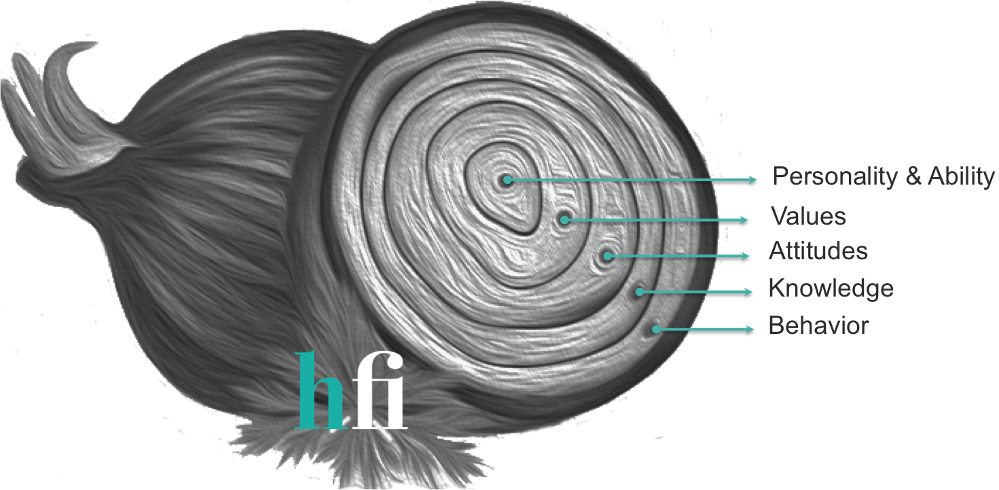 Personality & Ability
Values
Attitudes
Knowledge
Behavior
hfi